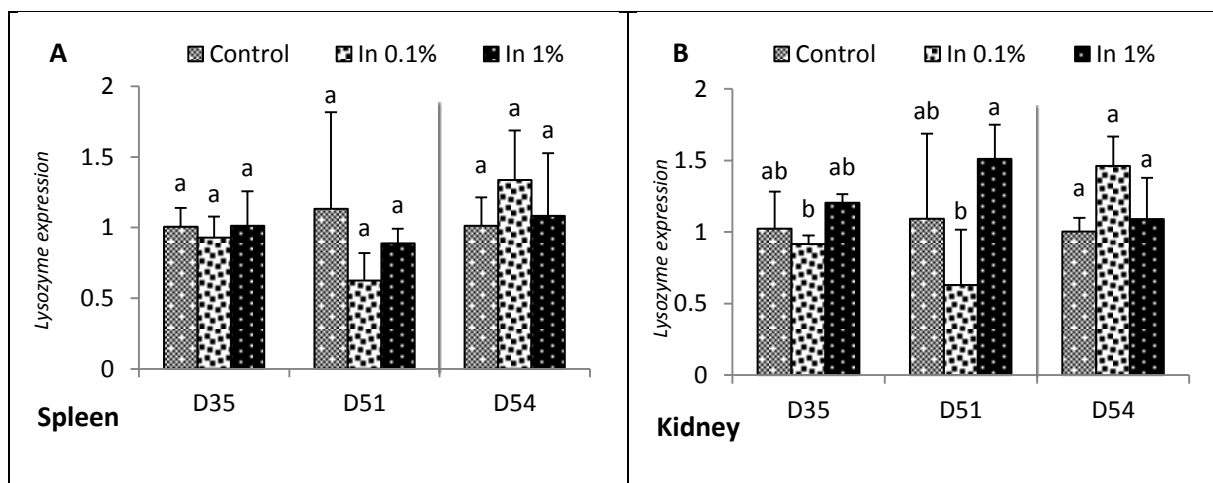 A
Control In 0.1% In 1%
2
1.5
1
0.5
0
Lysozyme expression
a a a
a a a
a a a
D35 D51 D54
Spleen
B
Control In 0.1% In 1%
2
1.5
1
0.5
0
Lysozyme expression
ab b ab
ab b a
a a a
D35 D51 D54
Kidney